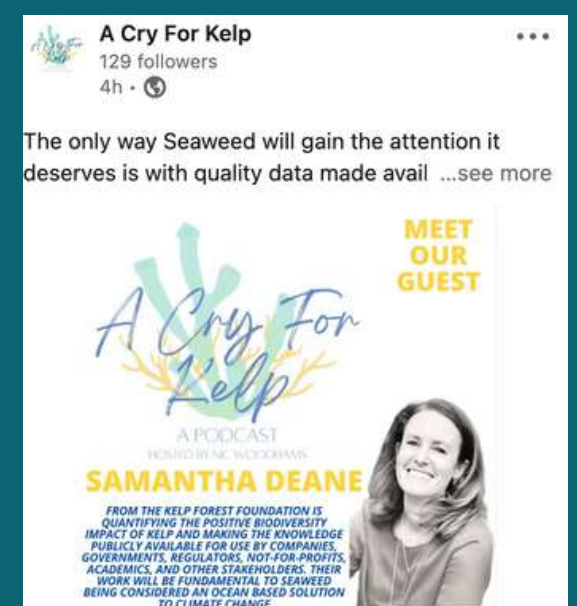 A Cry For Kelp
129 followers
4h •
The only way Seaweed will gain the attention it
deserves is with quality data made avail ...see more
MEET
OUR
GUEST
A Cry For
Kelp
A PODCAST
HOSTED BY NIC WOODHAMS
SAMANTHA DEANE
FROM THE KELP FOREST FOUNDATION IS
QUANTIFYING THE POSITIVE BIODIVERSITY
IMPACT OF KELP AND MAKING THE KNOWLEDGE
PUBLICLY AVAILABLE FOR USE BY COMPANIES,
GOVERNMENTS, REGULATORS, NOT-FOR-PROFITS,
ACADEMICS, AND OTHER STAKEHOLDERS. THEIR
WORK WILL BE FUNDAMENTAL TO SEAWEED
BEING CONSIDERED AN OCEAN BASED SOLUTION
TO CLIMATE CHANGE